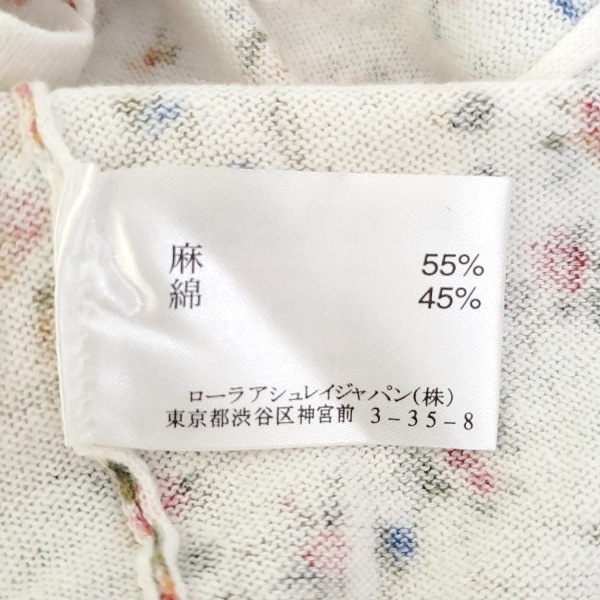 麻 55%
綿 45%
ローラアシュレイジャパン(株)
東京都渋谷区神宮前 3-35-8